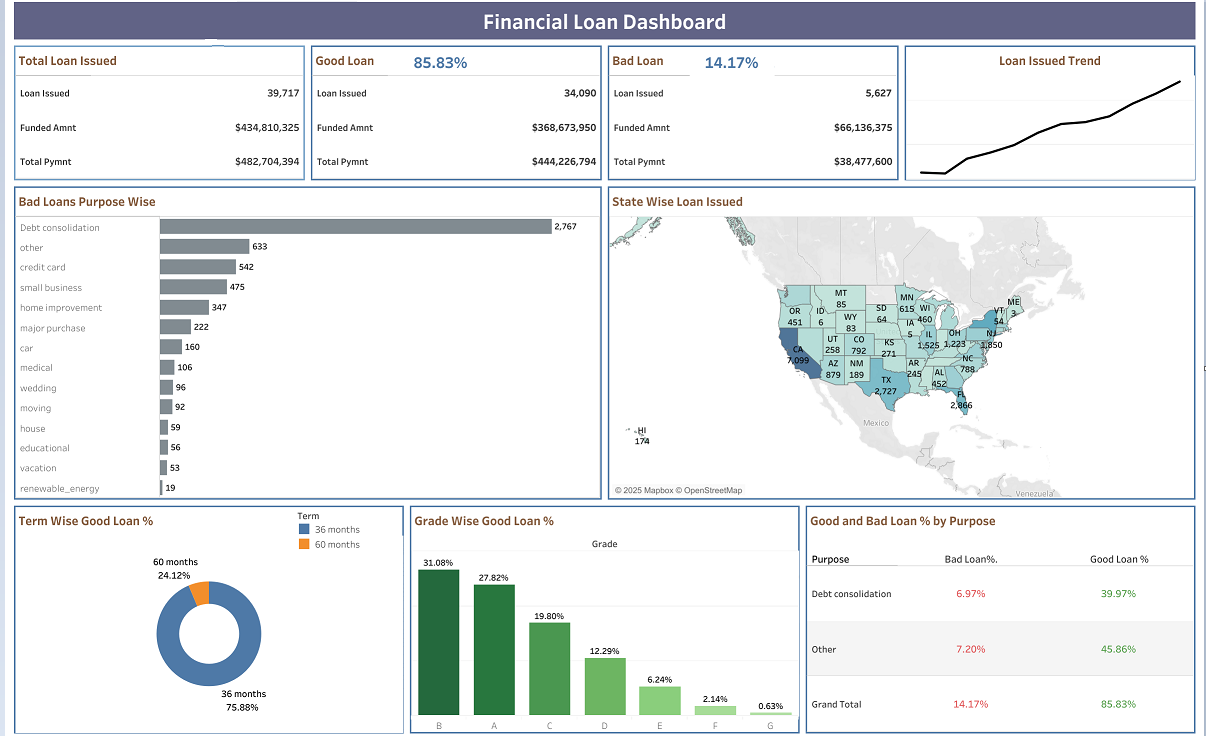 Financial Loan Dashboard
Total Loan Issued
Loan Issued 39,717
Funded Amnt $434,810,325
Total Pymnt $482,704,394
Good Loan 85.83%
Loan Issued 34,090
Funded Amnt $368,673,950
Total Pymnt $444,226,794
Bad Loan 14.17%
Loan Issued 5,627
Funded Amnt $66,136,375
Total Pymnt $38,477,600
Loan Issued Trend
Bad Loans Purpose Wise
Debt consolidation 2,767
other 633
credit card 542
small business 475
home improvement 347
major purchase 222
car 160
medical 106
wedding 96
moving 92
house 59
educational 56
vacation 53
renewable_energy 19
State Wise Loan Issued
MT
85
OR
451
ID
6
WY
83
SD
64
MN
615
WI
460
IA
5
VT
54
ME
3
CA
7,099
UT
258
CO
792
KS
271
IL
1,525
OH
1,223
NJ
1,850
AZ
879
NM
189
AR
245
AL
452
NC
788
TX
2,727
FL
2,866
HI
174
Mexico
Venezuela
© 2025 Mapbox © OpenStreetMap
Term Wise Good Loan %
Term
36 months
60 months
60 months
24.12%
36 months
75.88%
Grade Wise Good Loan %
Grade
31.08%
27.82%
19.80%
12.29%
6.24%
2.14%
0.63%
B A C D E F G
Good and Bad Loan % by Purpose
Purpose Bad Loan%. Good Loan %
Debt consolidation 6.97% 39.97%
Other 7.20% 45.86%
Grand Total 14.17% 85.83%